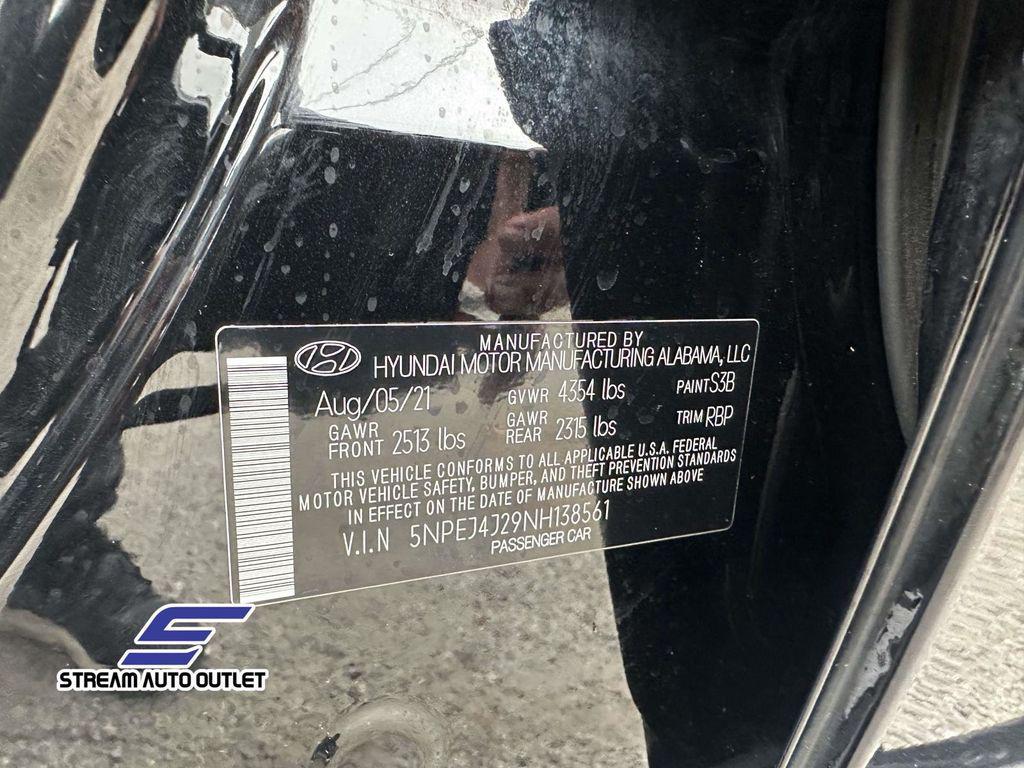 MANUFACTURED BY
HYUNDAI MOTOR MANUFACTURING ALABAMA, LLC
Aug/05/21 GVWR 4354 lbs PAINT S3B
GAWR FRONT 2513 lbs GAWR REAR 2315 lbs TRIM RBP
THIS VEHICLE CONFORMS TO ALL APPLICABLE U.S.A. FEDERAL
MOTOR VEHICLE SAFETY, BUMPER, AND THEFT PREVENTION STANDARDS
IN EFFECT ON THE DATE OF MANUFACTURE SHOWN ABOVE
V.I.N 5NPEJ4J29NH138561
PASSENGER CAR
STREAM AUTO OUTLET